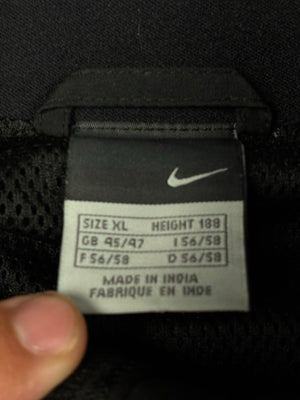 SIZE XL HEIGHT 188
GB 45/47 I 56/58
F 56/58 D 56/58
MADE IN INDIA
FABRIQUE EN INDE